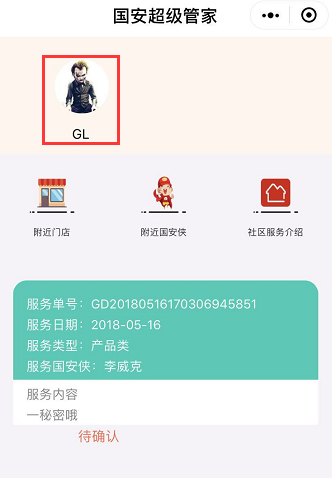 国安超级管家
GL
附近门店
附近国安侠
社区服务介绍
服务单号：GD20180516170306945851
服务日期：2018-05-16
服务类型：产品类
服务国安侠：李威克
服务内容
一秘密哦
待确认